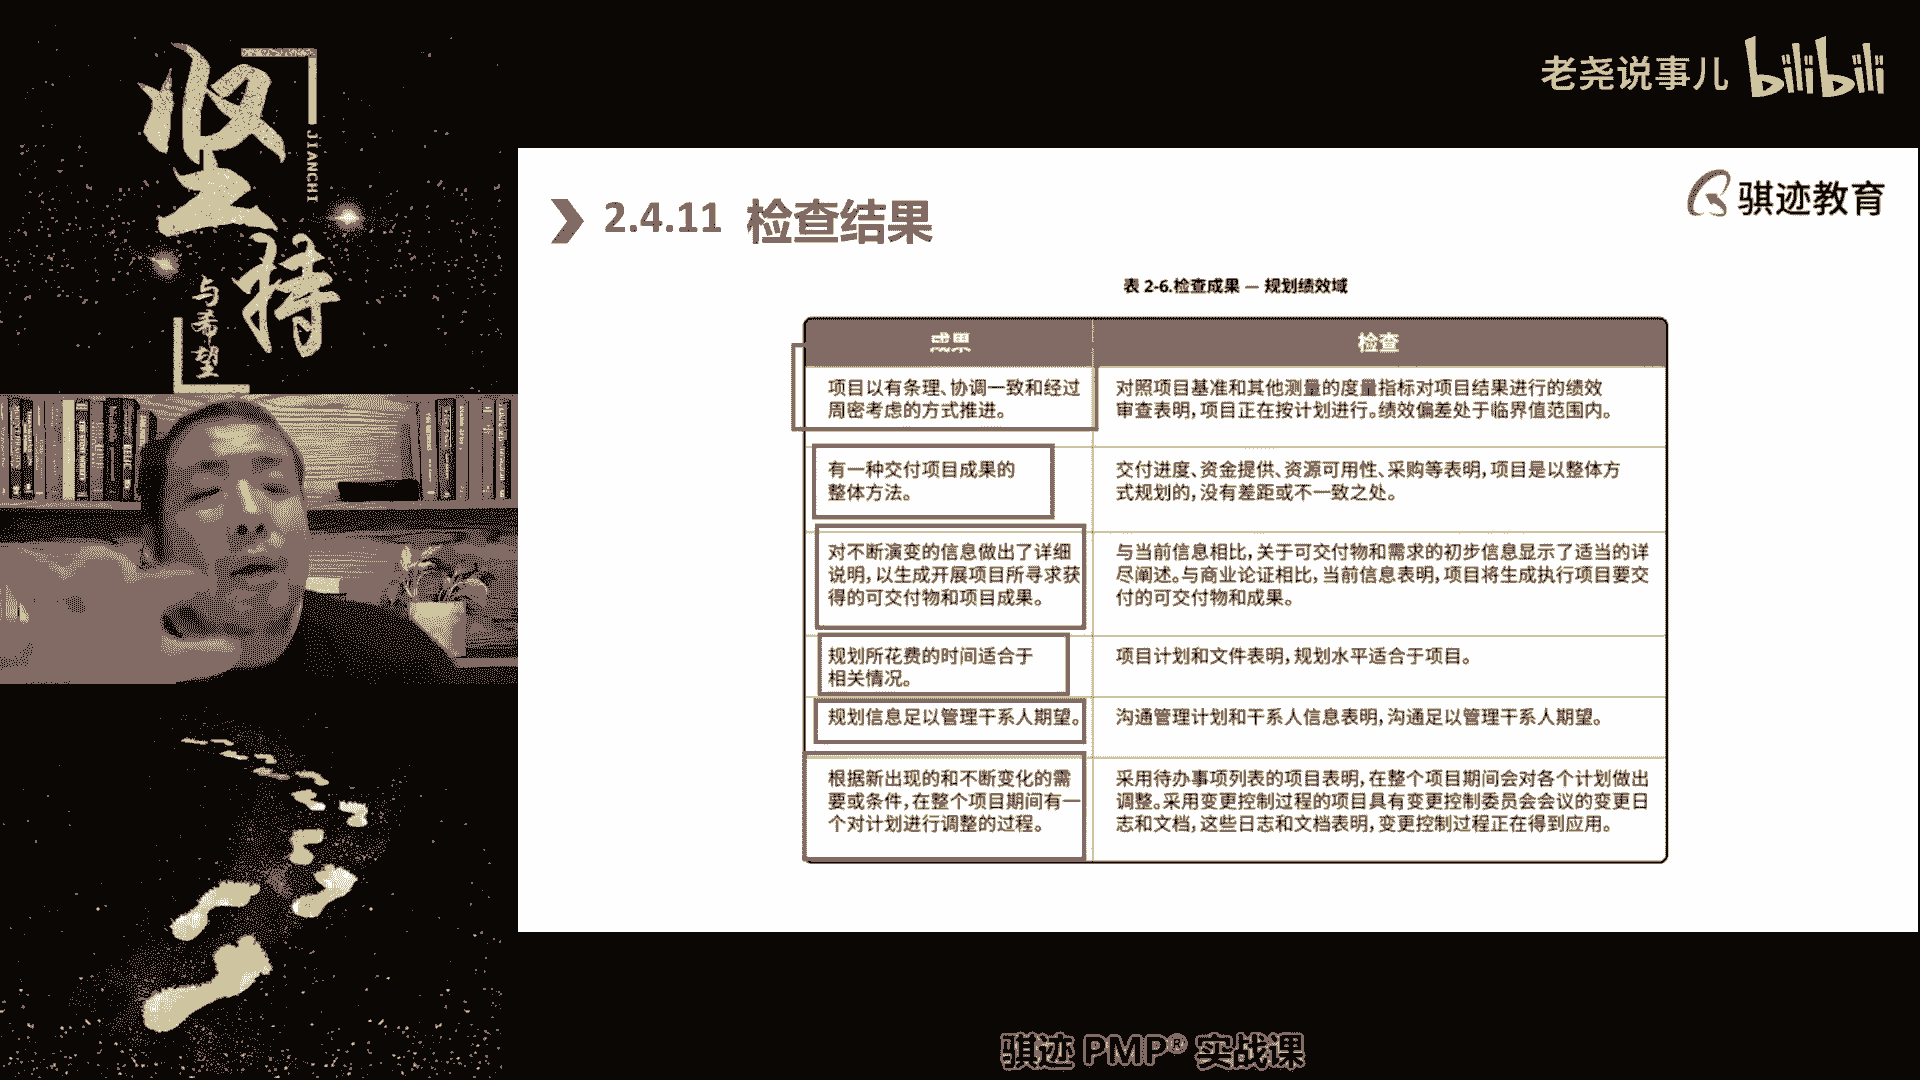 坚持
JIANCHI
与希望
老尧说事儿 bilibili
骐迹教育
2.4.11 检查结果
表 2-6.检查成果 — 规划绩效域
成果
检查
项目以有条理、协调一致和经过
周密考虑的方式推进。
对照项目基准和其他测量的度量指标对项目结果进行的绩效
审查表明,项目正在按计划进行。绩效偏差处于临界值范围内。
有一种交付项目成果的
整体方法。
交付进度、资金提供、资源可用性、采购等表明,项目是以整体方
式规划的,没有差距或不一致之处。
对不断演变的信息做出了详细
说明,以生成开展项目所寻求获
得的可交付物和项目成果。
与当前信息相比,关于可交付物和需求的初步信息显示了适当的详
尽阐述。与商业论证相比,当前信息表明,项目将生成执行项目要交
付的可交付物和成果。
规划所花费的时间适合于
相关情况。
项目计划和文件表明,规划水平适合于项目。
规划信息足以管理干系人期望。
沟通管理计划和干系人信息表明,沟通足以管理干系人期望。
根据新出现的和不断变化的需
要或条件,在整个项目期间有一
个对计划进行调整的过程。
采用待办事项列表的项目表明,在整个项目期间会对各个计划做出
调整。采用变更控制过程的项目具有变更控制委员会会议的变更日
志和文档,这些日志和文档表明,变更控制过程正在得到应用。
骐迹 PMP® 实战课